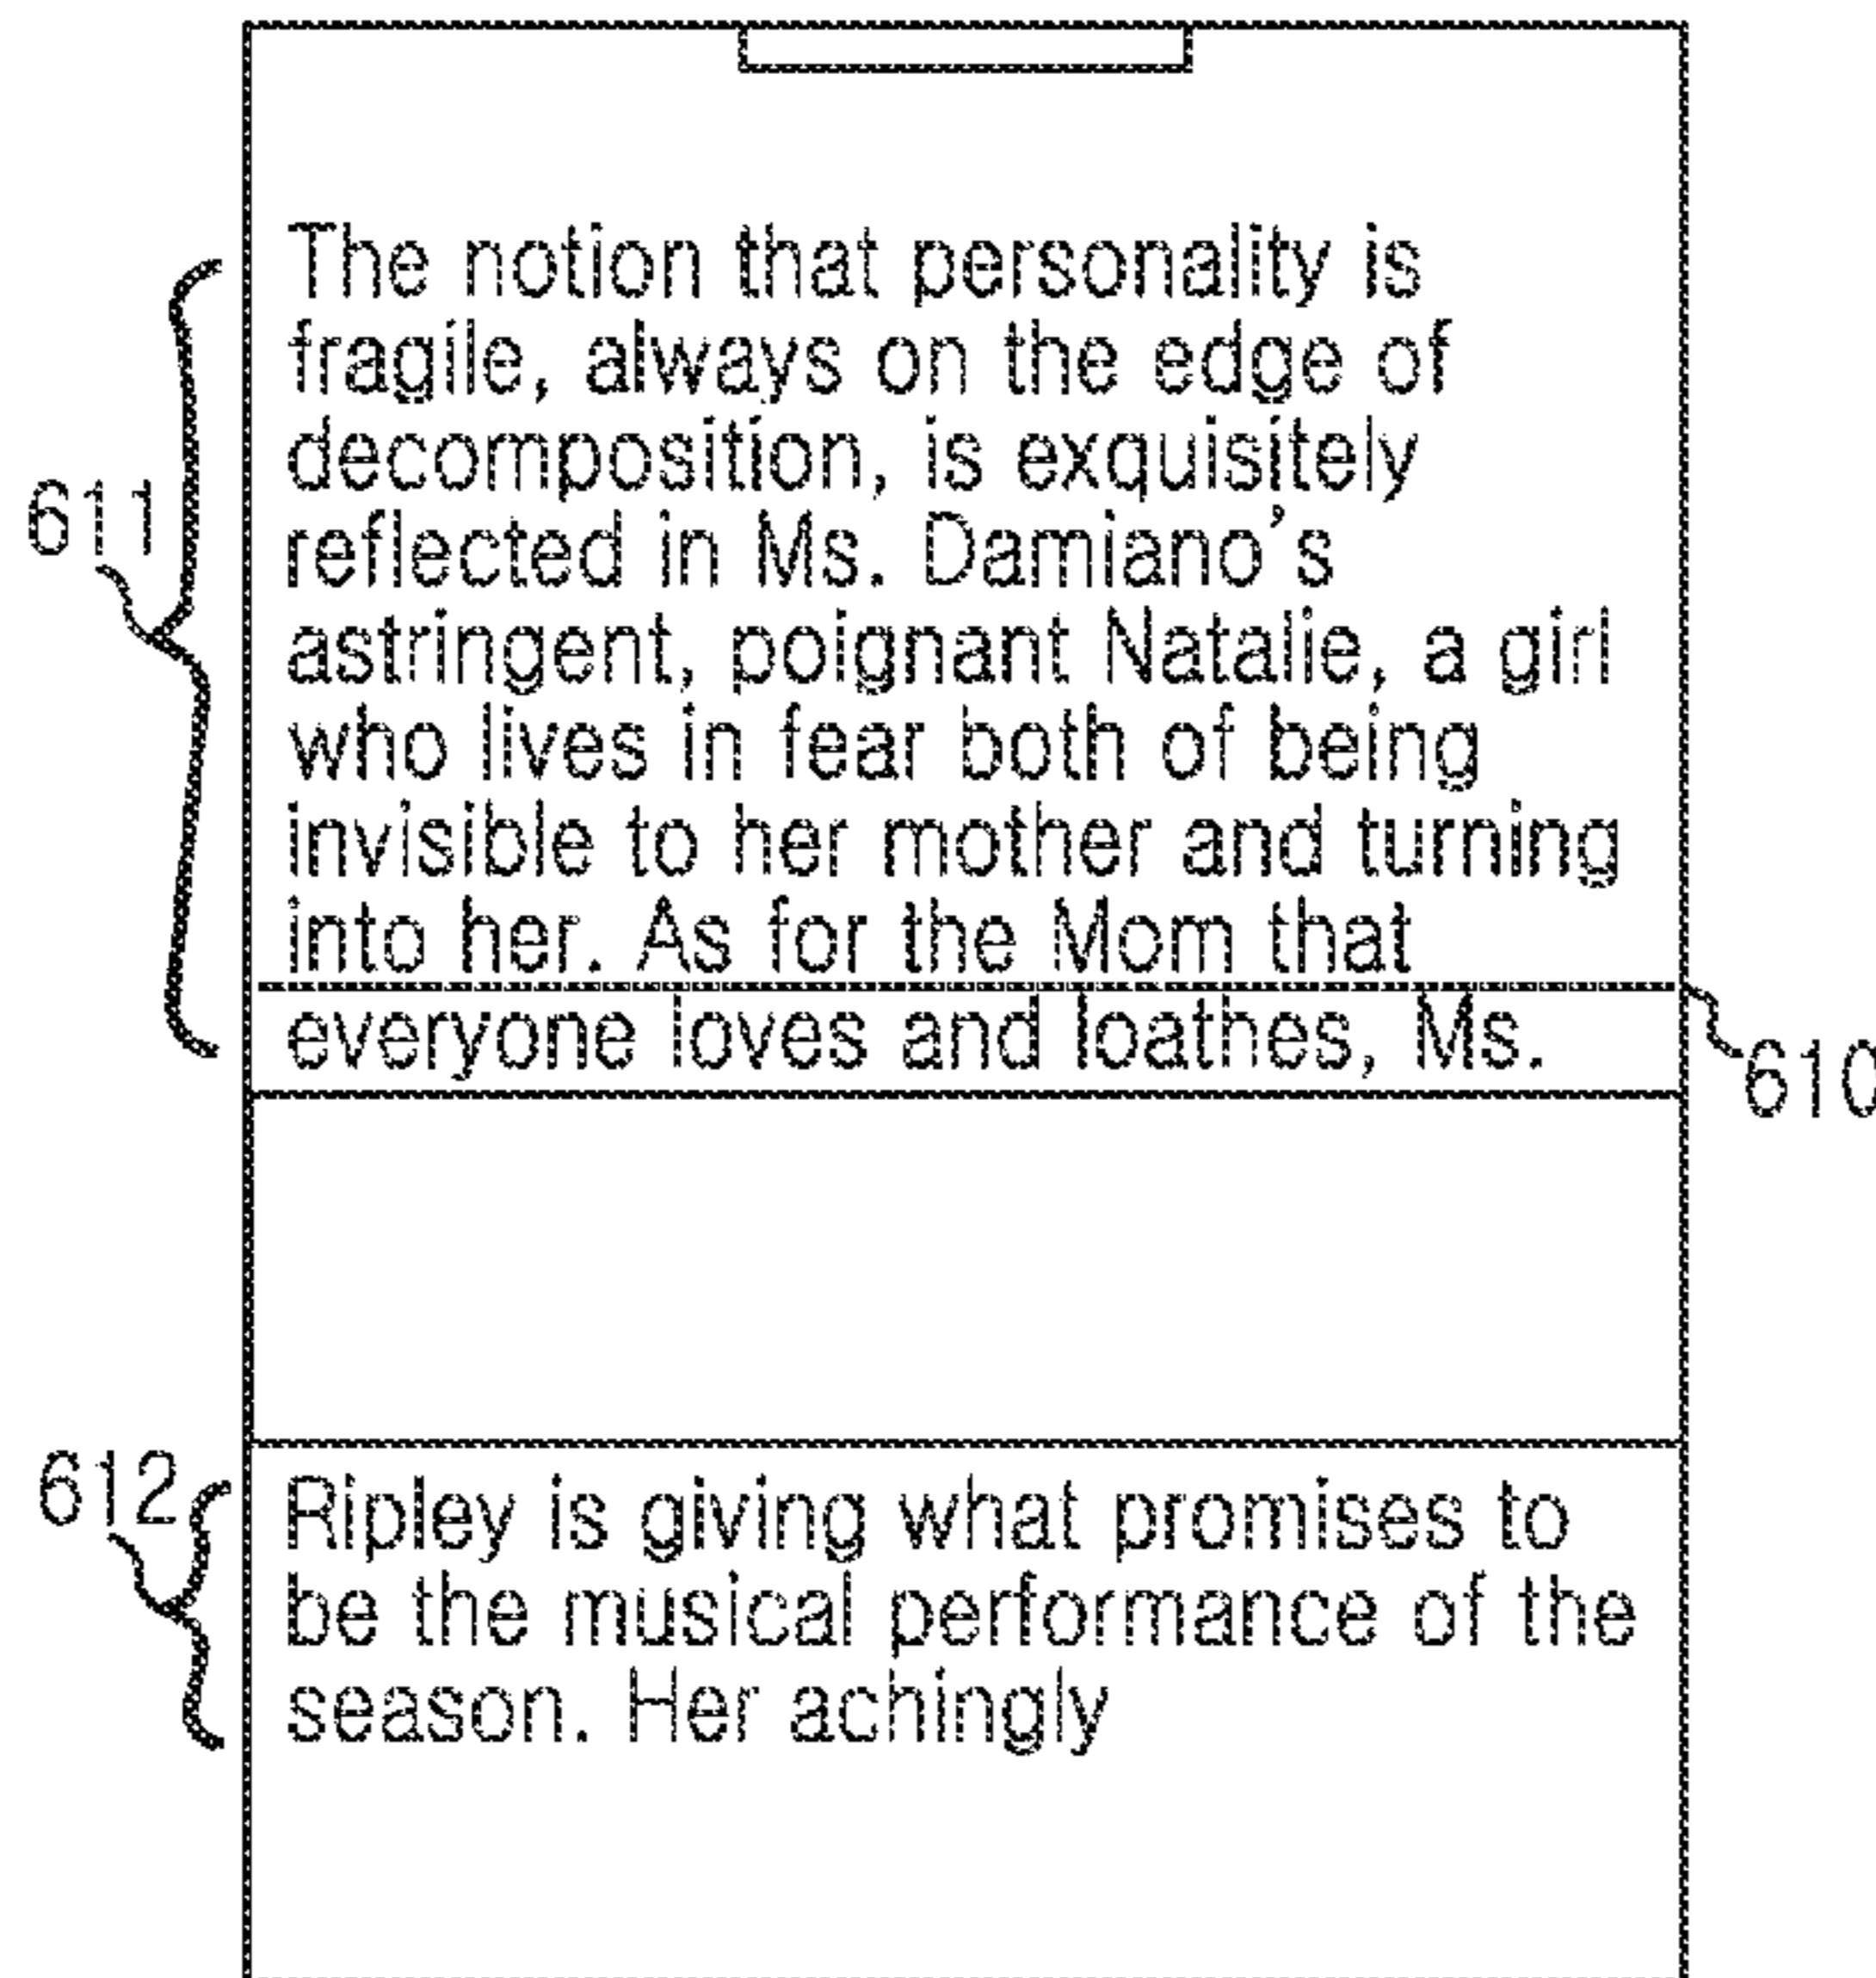 The notion that personality is
fragile, always on the edge of
decomposition, is exquisitely
reflected in Ms. Damiano's
astringent, poignant Natalie, a girl
who lives in fear both of being
invisible to her mother and turning
into her. As for the Mom that
everyone loves and loathes, Ms.
611
610
612
Ripley is giving what promises to
be the musical performance of the
season. Her achingly